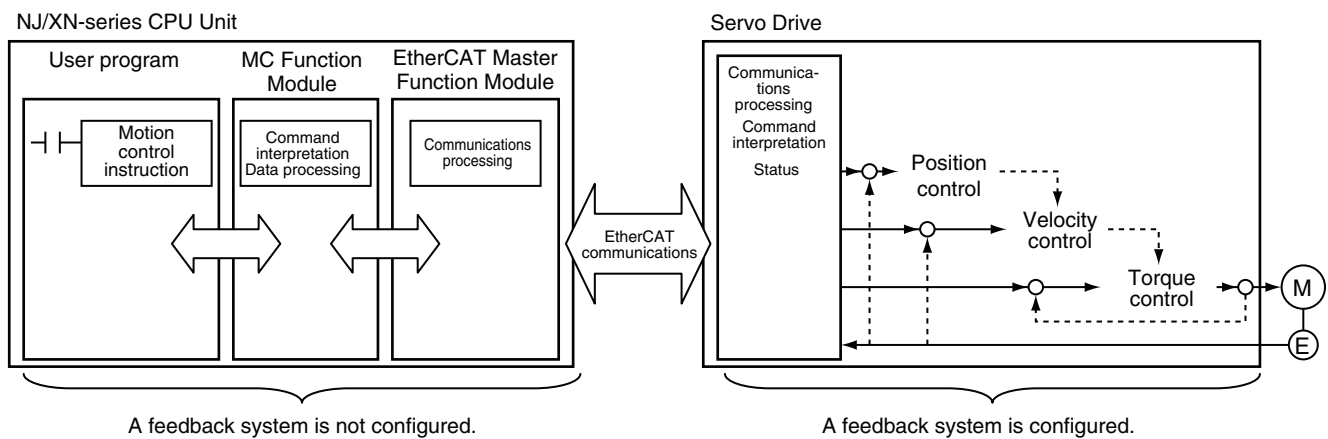 NJ/XN-series CPU Unit
User program
MC Function
Module
EtherCAT Master
Function Module
Motion
control
instruction
Command
interpretation
Data processing
Communications
processing
EtherCAT
communications
Servo Drive
Communica-
tions
processing
Command
interpretation
Status
Position
control
Velocity
control
Torque
control
M
E
A feedback system is not configured.
A feedback system is configured.